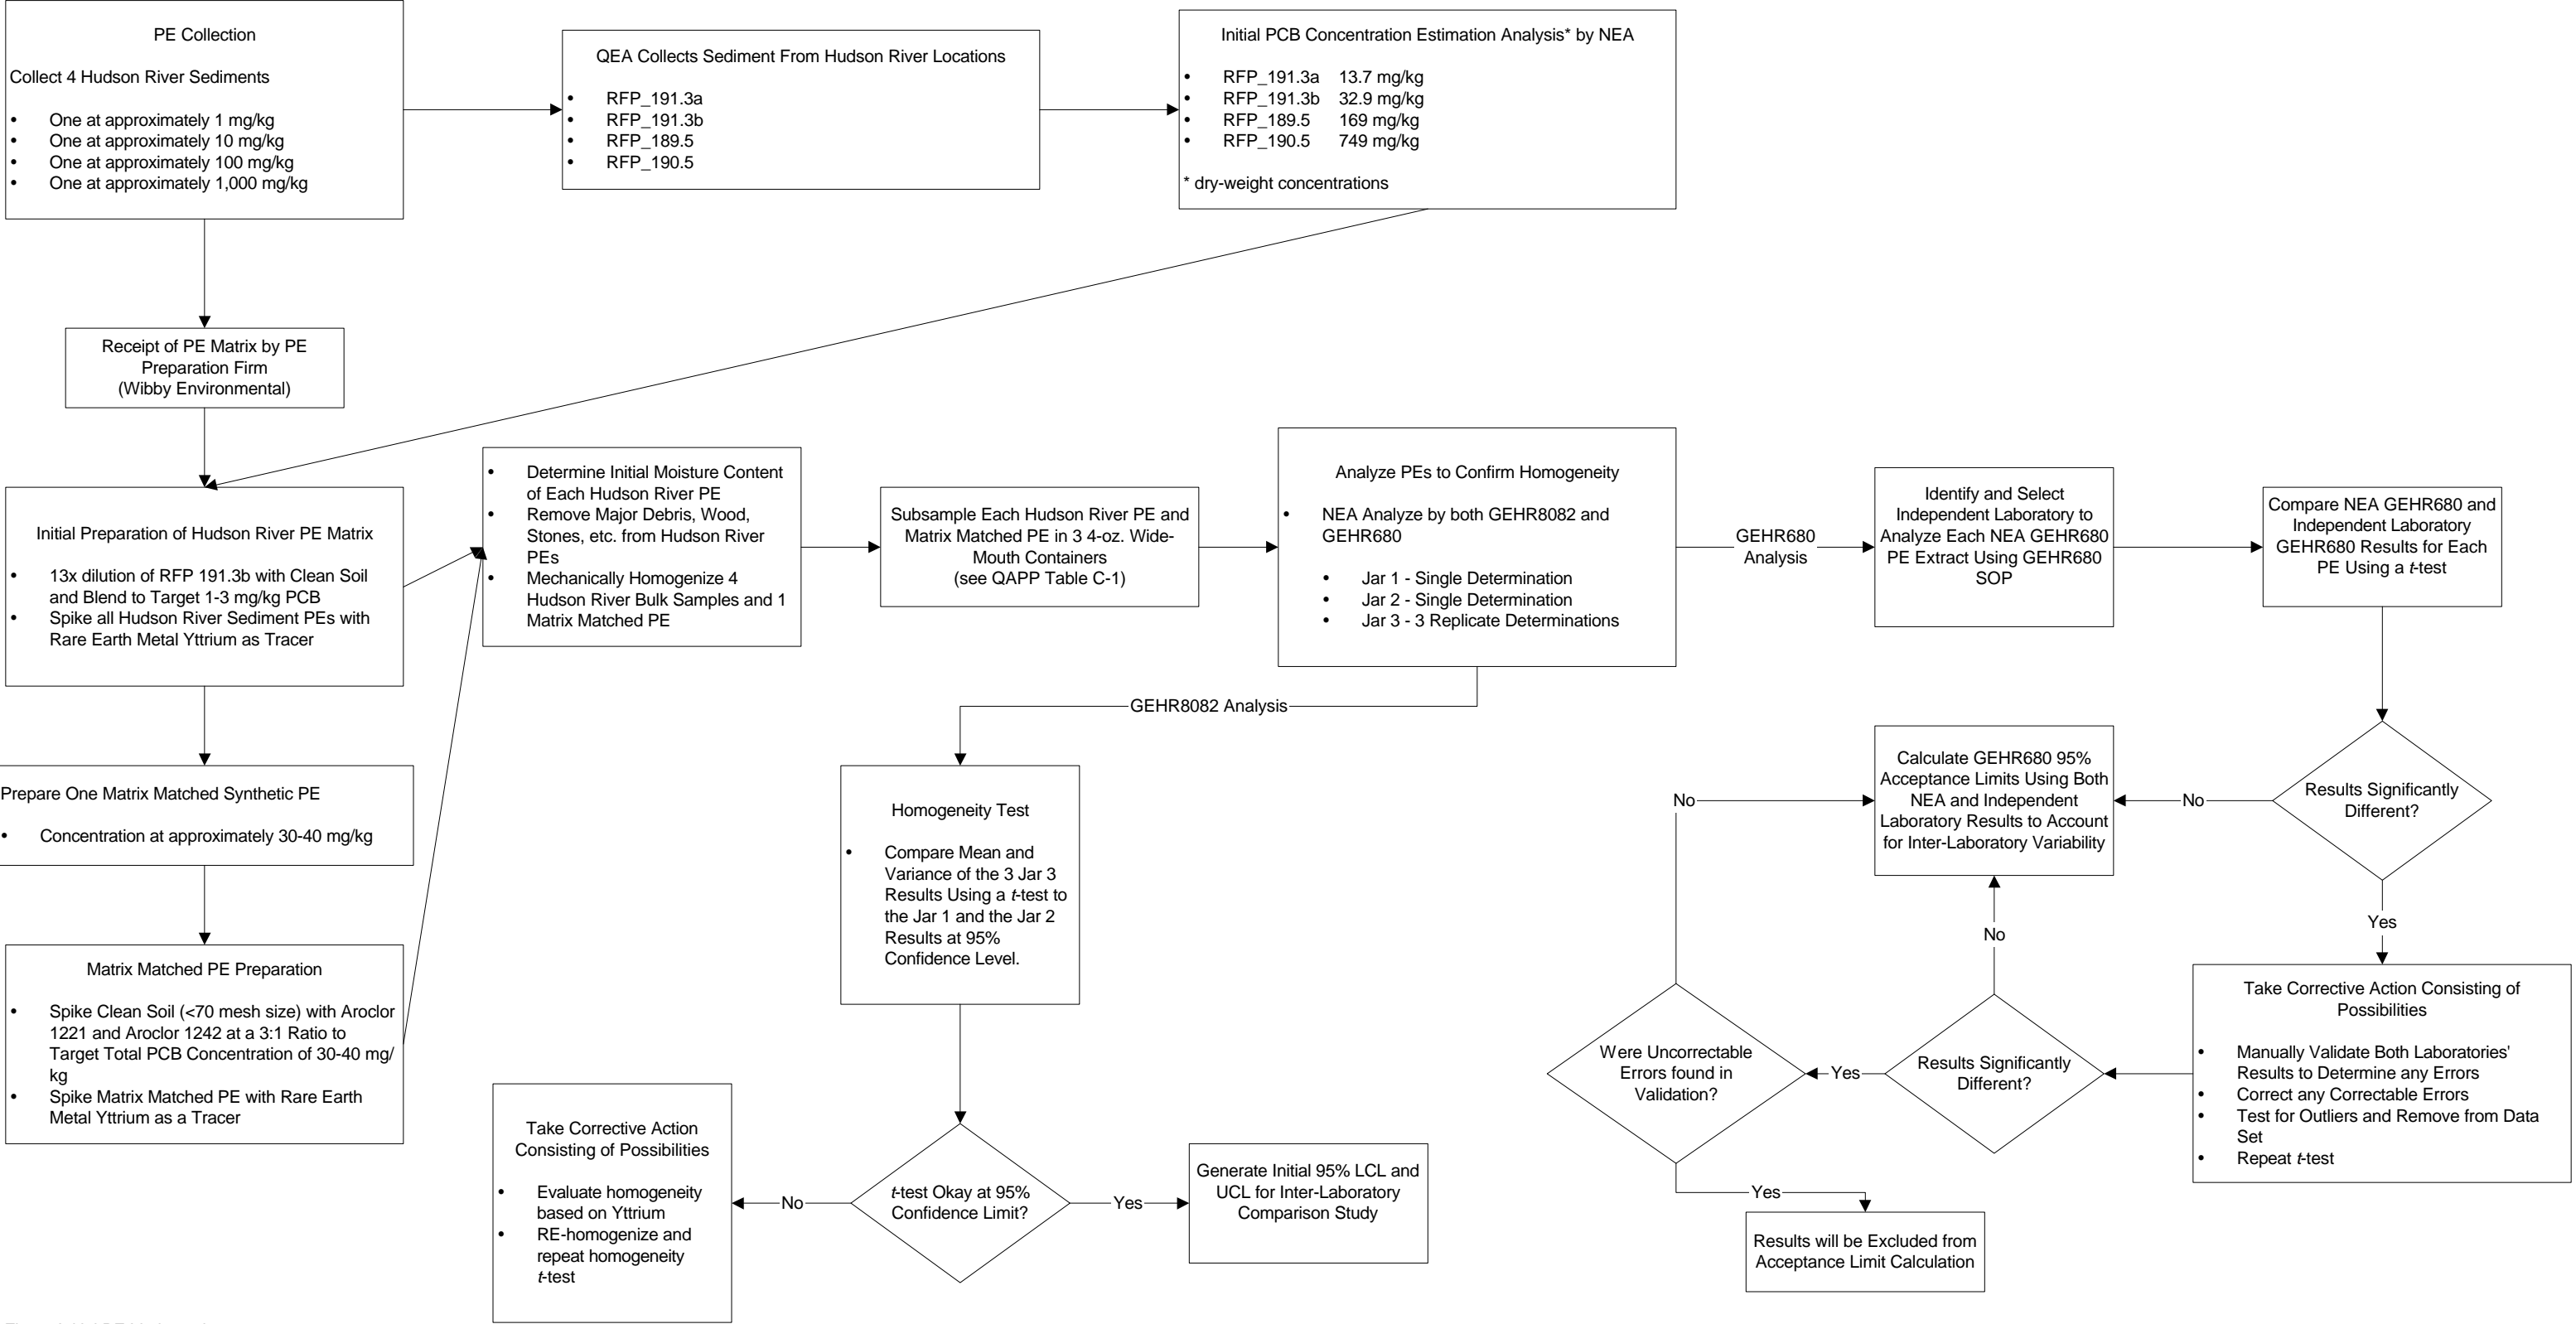 PE Collection
Collect 4 Hudson River Sediments
• One at approximately 1 mg/kg
• One at approximately 10 mg/kg
• One at approximately 100 mg/kg
• One at approximately 1,000 mg/kg
QEA Collects Sediment From Hudson River Locations
• RFP_191.3a
• RFP_191.3b
• RFP_189.5
• RFP_190.5
Initial PCB Concentration Estimation Analysis* by NEA
• RFP_191.3a 13.7 mg/kg
• RFP_191.3b 32.9 mg/kg
• RFP_189.5 169 mg/kg
• RFP_190.5 749 mg/kg
* dry-weight concentrations
Receipt of PE Matrix by PE
Preparation Firm
(Wibby Environmental)
Initial Preparation of Hudson River PE Matrix
• 13x dilution of RFP 191.3b with Clean Soil
and Blend to Target 1-3 mg/kg PCB
• Spike all Hudson River Sediment PEs with
Rare Earth Metal Yttrium as Tracer
Prepare One Matrix Matched Synthetic PE
• Concentration at approximately 30-40 mg/kg
Matrix Matched PE Preparation
• Spike Clean Soil (<70 mesh size) with Aroclor
1221 and Aroclor 1242 at a 3:1 Ratio to
Target Total PCB Concentration of 30-40 mg/
kg
• Spike Matrix Matched PE with Rare Earth
Metal Yttrium as a Tracer
• Determine Initial Moisture Content
of Each Hudson River PE
• Remove Major Debris, Wood,
Stones, etc. from Hudson River
PEs
• Mechanically Homogenize 4
Hudson River Bulk Samples and 1
Matrix Matched PE
Subsample Each Hudson River PE and
Matrix Matched PE in 3 4-oz. Wide-
Mouth Containers
(see QAPP Table C-1)
Analyze PEs to Confirm Homogeneity
• NEA Analyze by both GEHR8082 and
GEHR680
• Jar 1 - Single Determination
• Jar 2 - Single Determination
• Jar 3 - 3 Replicate Determinations
GEHR680
Analysis
Identify and Select
Independent Laboratory to
Analyze Each NEA GEHR680
PE Extract Using GEHR680
SOP
Compare NEA GEHR680 and
Independent Laboratory
GEHR680 Results for Each
PE Using a t-test
GEHR8082 Analysis
Homogeneity Test
• Compare Mean and
Variance of the 3 Jar 3
Results Using a t-test to
the Jar 1 and the Jar 2
Results at 95%
Confidence Level.
t-test Okay at 95%
Confidence Limit?
No
Yes
Take Corrective Action
Consisting of Possibilities
• Evaluate homogeneity
based on Yttrium
• RE-homogenize and
repeat homogeneity
t-test
Generate Initial 95% LCL and
UCL for Inter-Laboratory
Comparison Study
Results Significantly
Different?
No
Yes
Calculate GEHR680 95%
Acceptance Limits Using Both
NEA and Independent
Laboratory Results to Account
for Inter-Laboratory Variability
Take Corrective Action Consisting of
Possibilities
• Manually Validate Both Laboratories'
Results to Determine any Errors
• Correct any Correctable Errors
• Test for Outliers and Remove from Data
Set
• Repeat t-test
Results Significantly
Different?
No
Yes
Were Uncorrectable
Errors found in
Validation?
No
Yes
Results will be Excluded from
Acceptance Limit Calculation